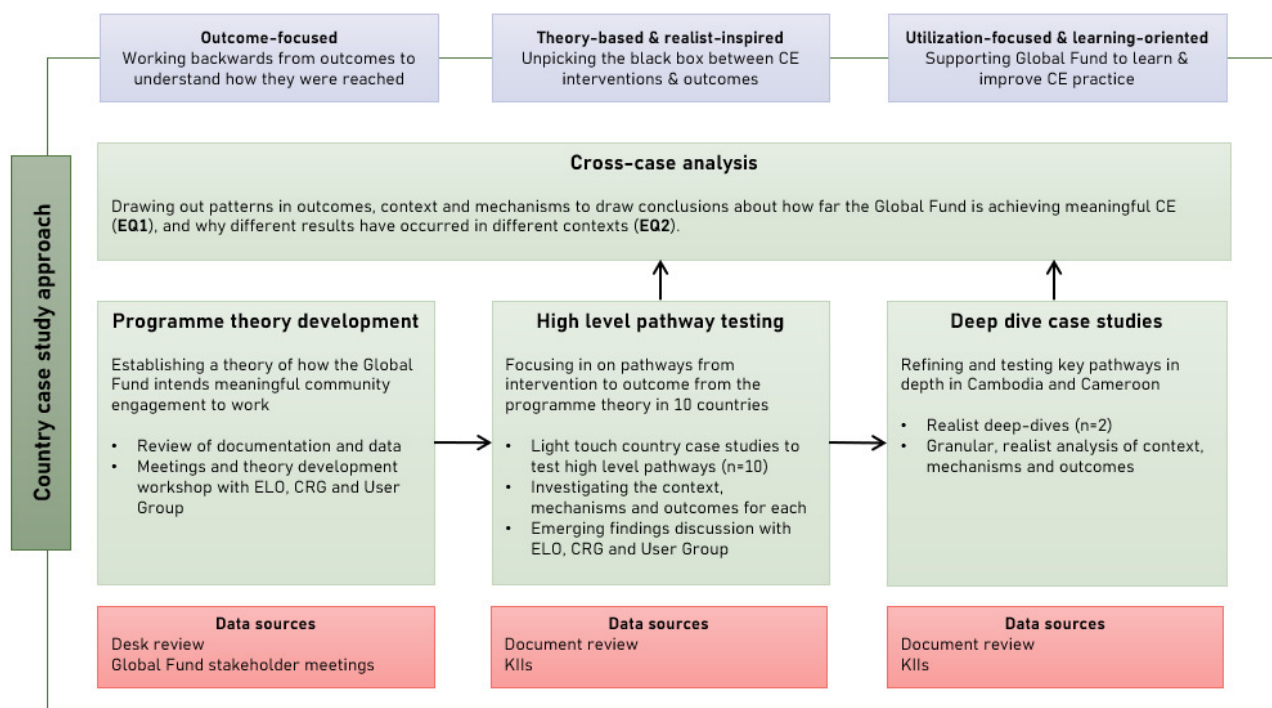 Outcome-focused
Working backwards from outcomes to
understand how they were reached
Theory-based & realist-inspired
Unpicking the black box between CE
interventions & outcomes
Utilization-focused & learning-oriented
Supporting Global Fund to learn &
improve CE practice
Country case study approach
Cross-case analysis
Drawing out patterns in outcomes, context and mechanisms to draw conclusions about how far the Global Fund is achieving meaningful CE
(EQ1), and why different results have occurred in different contexts (EQ2).
Programme theory development
Establishing a theory of how the Global
Fund intends meaningful community
engagement to work
• Review of documentation and data
• Meetings and theory development
workshop with ELO, CRG and User
Group
High level pathway testing
Focusing in on pathways from
intervention to outcome from the
programme theory in 10 countries
• Light touch country case studies to
test high level pathways (n=10)
• Investigating the context,
mechanisms and outcomes for each
• Emerging findings discussion with
ELO, CRG and User Group
Deep dive case studies
Refining and testing key pathways in
depth in Cambodia and Cameroon
• Realist deep-dives (n=2)
• Granular, realist analysis of context,
mechanisms and outcomes
Data sources
Desk review
Global Fund stakeholder meetings
Data sources
Document review
KIIs
Data sources
Document review
KIIs